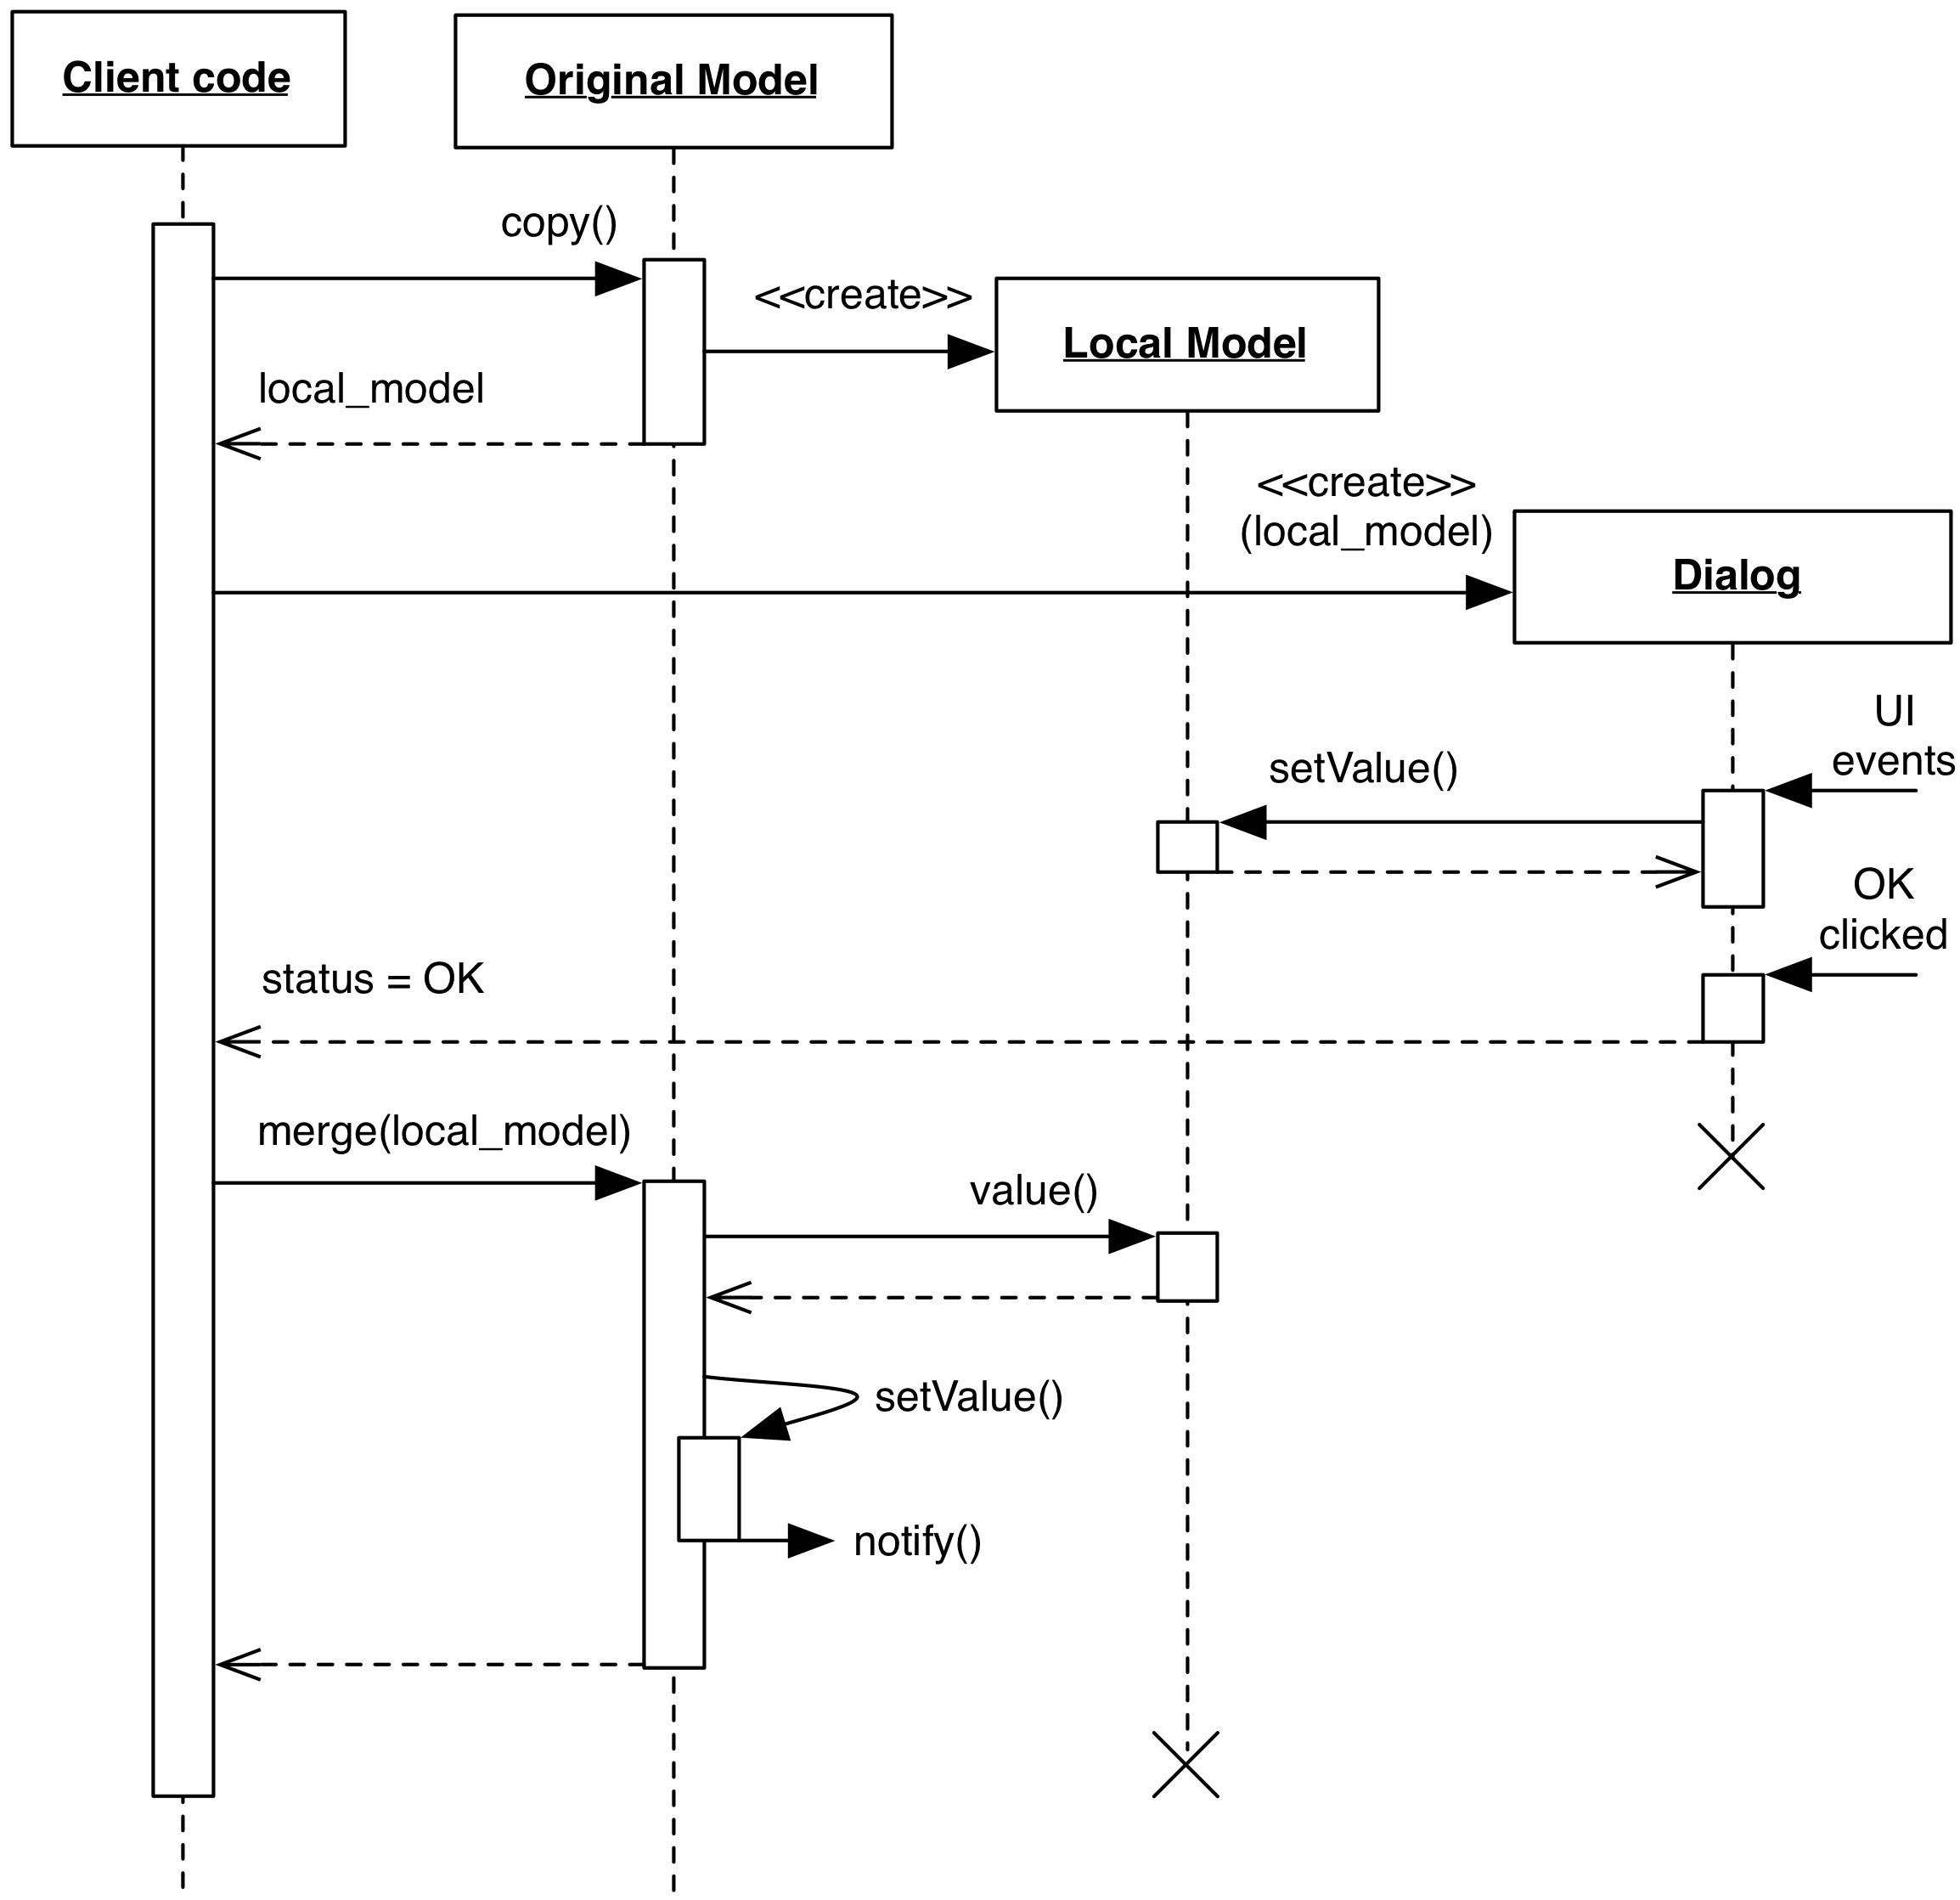 Client code
Original Model
copy()
<<create>>
Local Model
local_model
<<create>>
(local_model)
Dialog
UI
events
setValue()
OK
clicked
status = OK
merge(local_model)
value()
setValue()
notify()